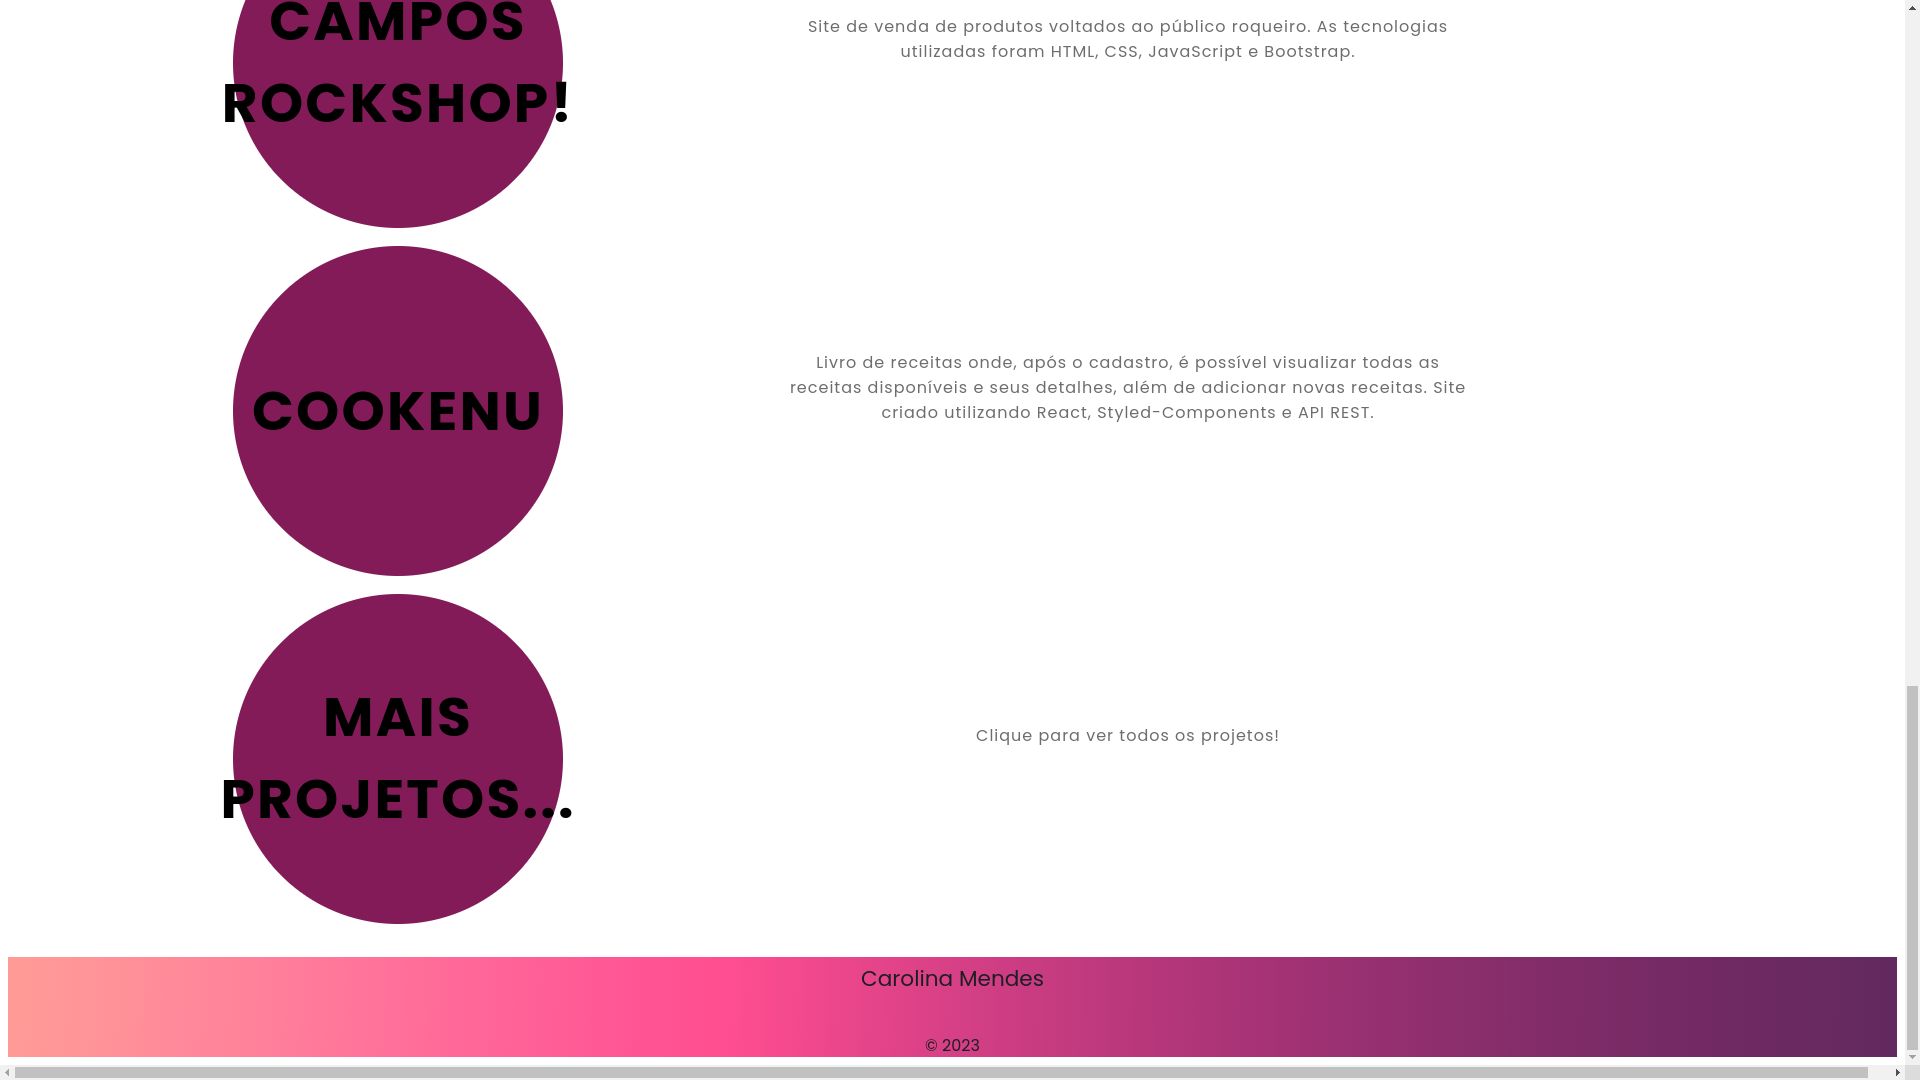 CAMPOS
ROCKSHOP!
Site de venda de produtos voltados ao público roqueiro. As tecnologias
utilizadas foram HTML, CSS, JavaScript e Bootstrap.
COOKENU
Livro de receitas onde, após o cadastro, é possível visualizar todas as
receitas disponíveis e seus detalhes, além de adicionar novas receitas. Site
criado utilizando React, Styled-Components e API REST.
MAIS
PROJETOS...
Clique para ver todos os projetos!
Carolina Mendes
© 2023